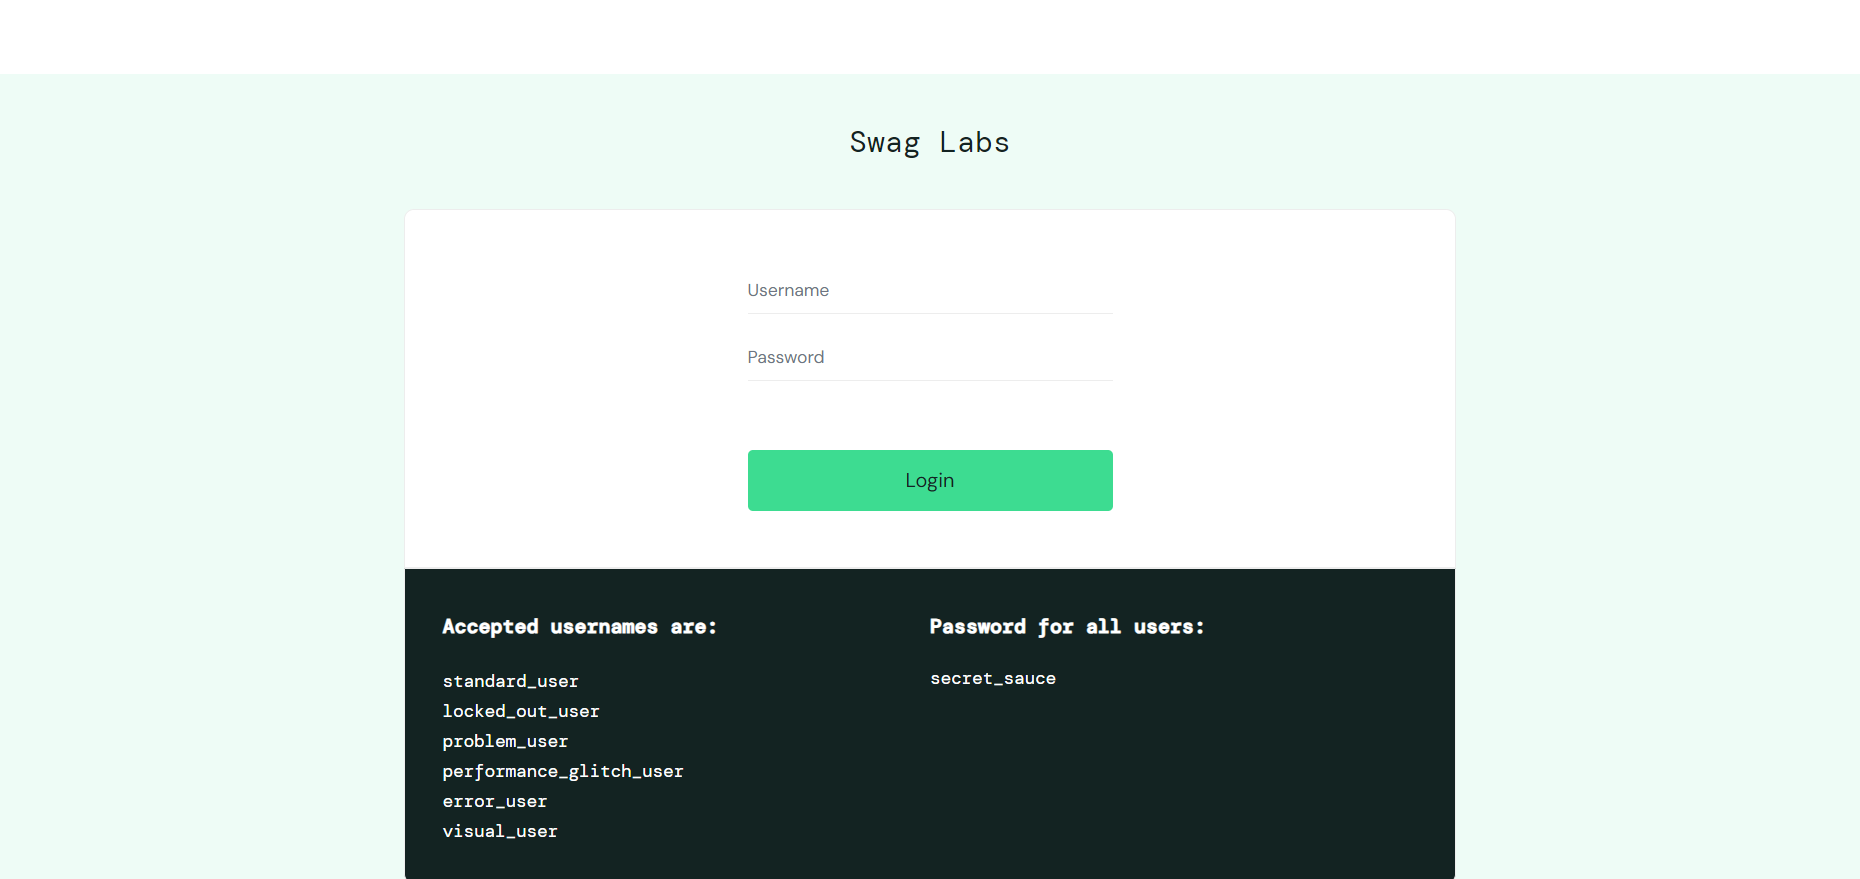 Swag Labs
Username
Password
Login
Accepted usernames are:
standard_user
locked_out_user
problem_user
performance_glitch_user
error_user
visual_user
Password for all users:
secret_sauce